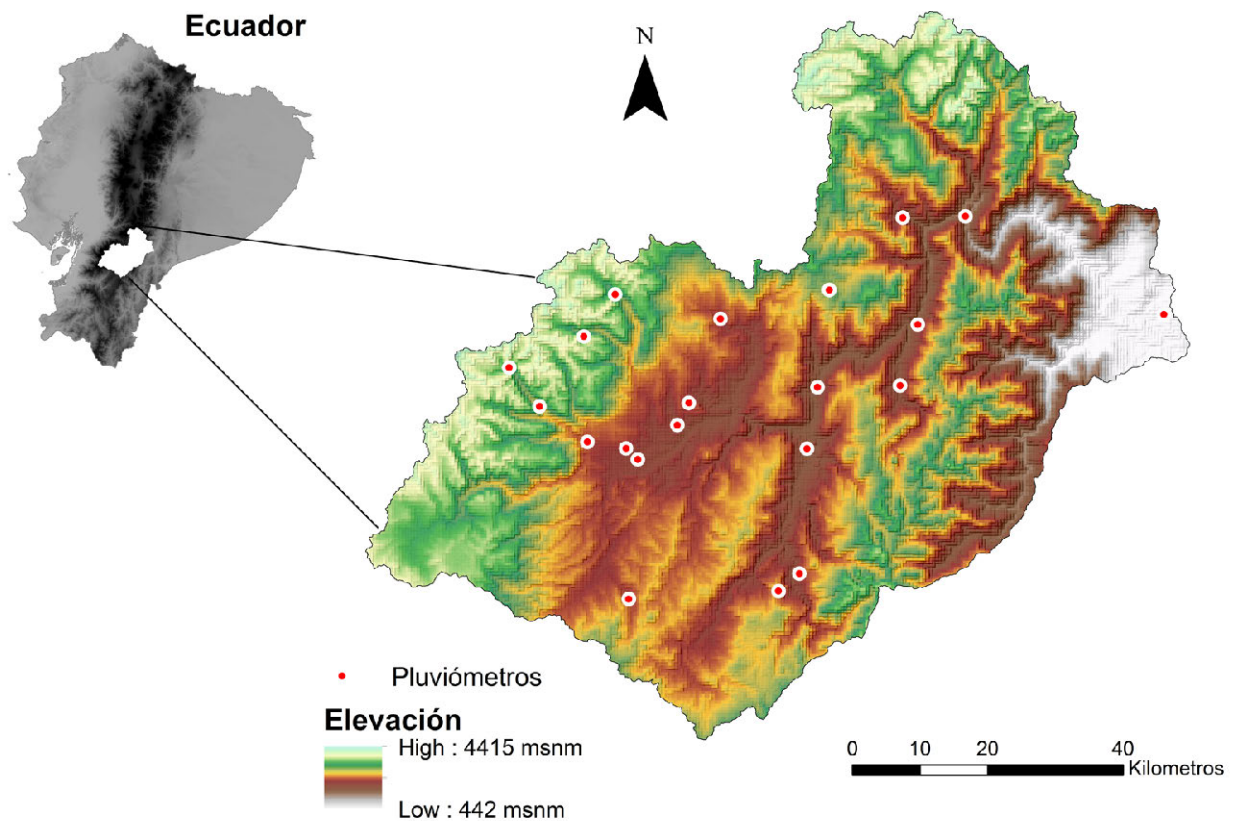 Ecuador
N
Pluviómetros
Elevación
High : 4415 msnm
Low : 442 msnm
0 10 20 40
Kilometros